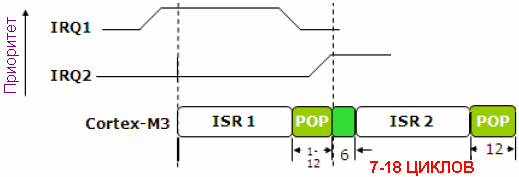 Приоритет
IRQ1
IRQ2
Cortex-M3
ISR 1
POP
ISR 2
POP
1-
12
6
7-18 ЦИКЛОВ
12